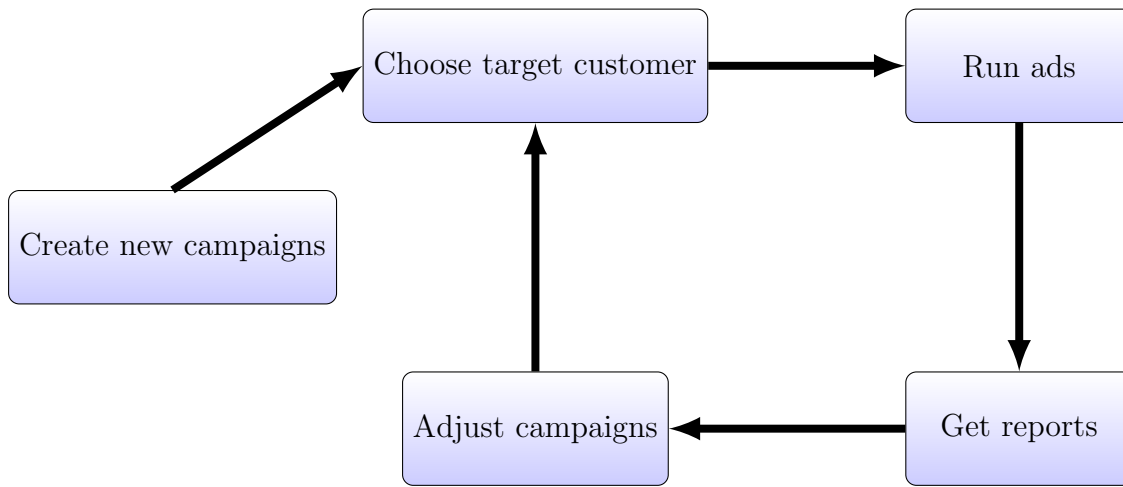 Choose target customer
Run ads
Create new campaigns
Adjust campaigns
Get reports